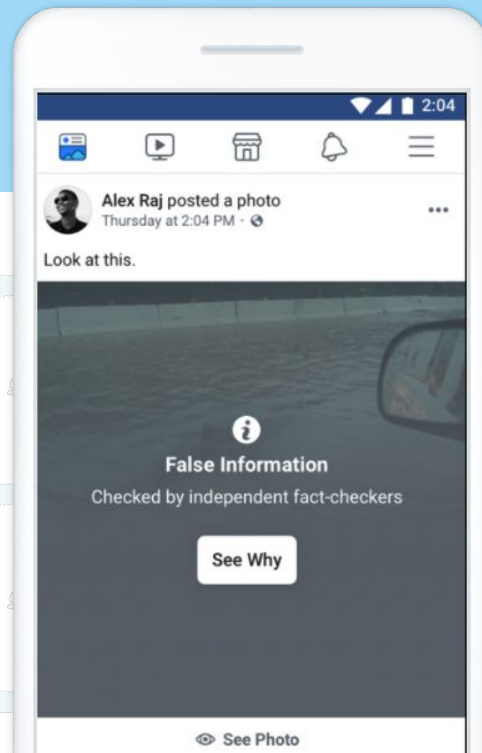 2:04
Alex Raj posted a photo
Thursday at 2:04 PM ·
Look at this.
False Information
Checked by independent fact-checkers
See Why
See Photo